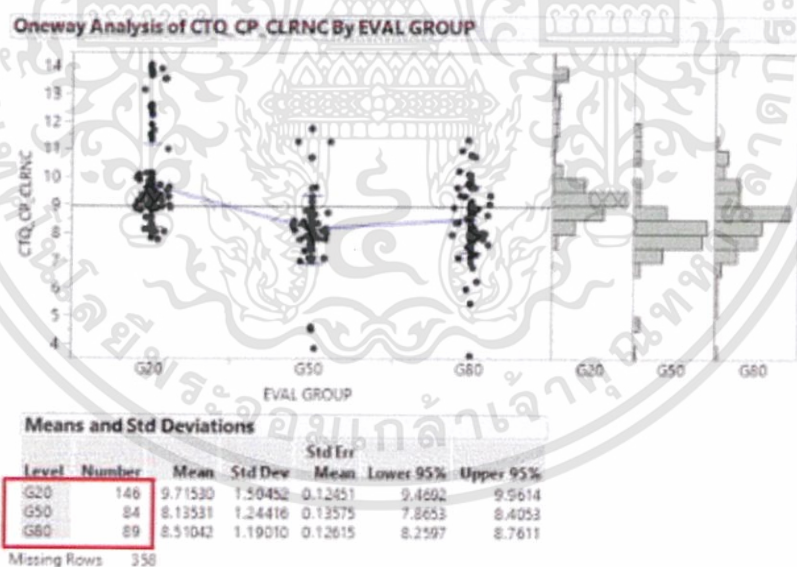 Oneway Analysis of CTQ_CP_CLRNC By EVAL GROUP
14
13
12
11
10
9
8
7
6
5
4
CTQ_CP_CLRNC
G20 G50 G80
G20 G50 G80
EVAL GROUP
Means and Std Deviations
Std Err
Level Number Mean Std Dev Mean Lower 95% Upper 95%
G20 146 9.71530 1.50452 0.12451 9.4692 9.9614
G50 84 8.13531 1.24416 0.13575 7.8653 8.4053
G80 89 8.51042 1.19010 0.12615 8.2597 8.7611
Missing Rows 358